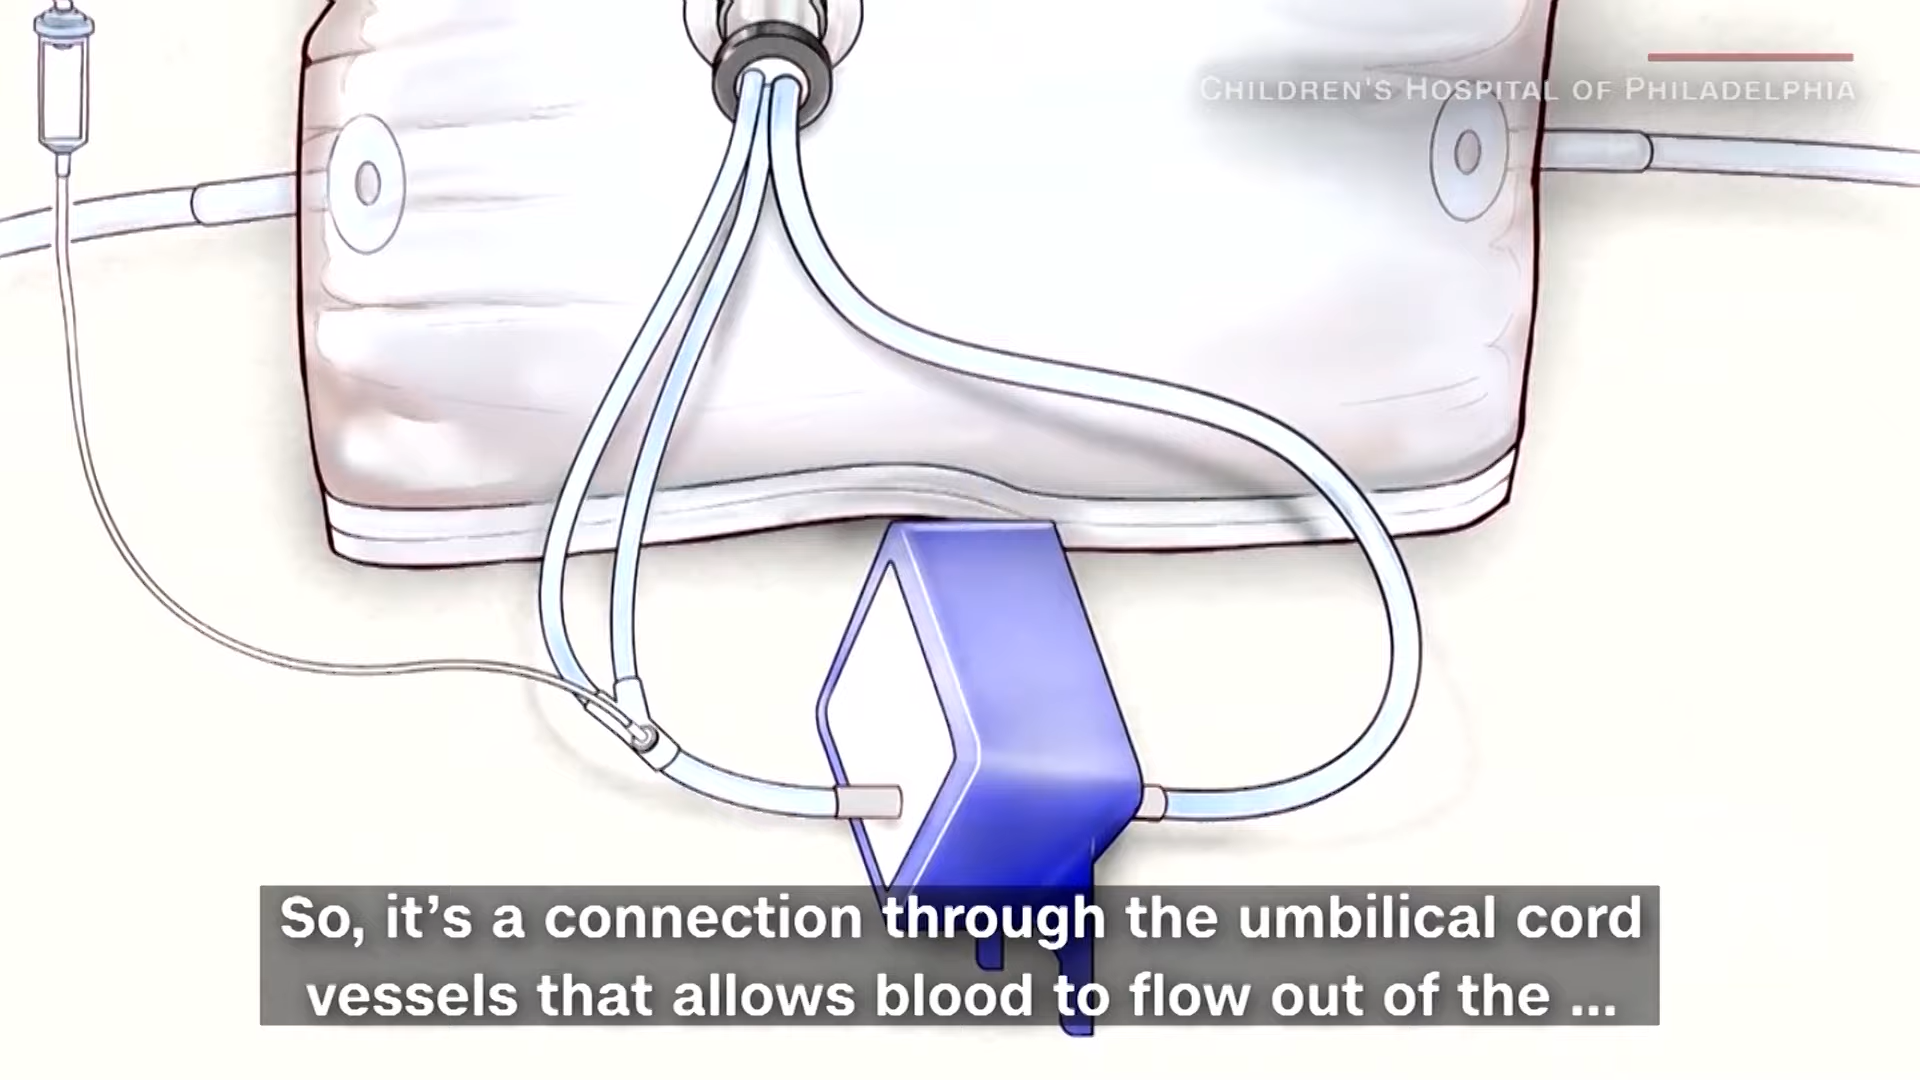 CHILDREN'S HOSPITAL OF PHILADELPHIA
So, it's a connection through the umbilical cord
vessels that allows blood to flow out of the ...